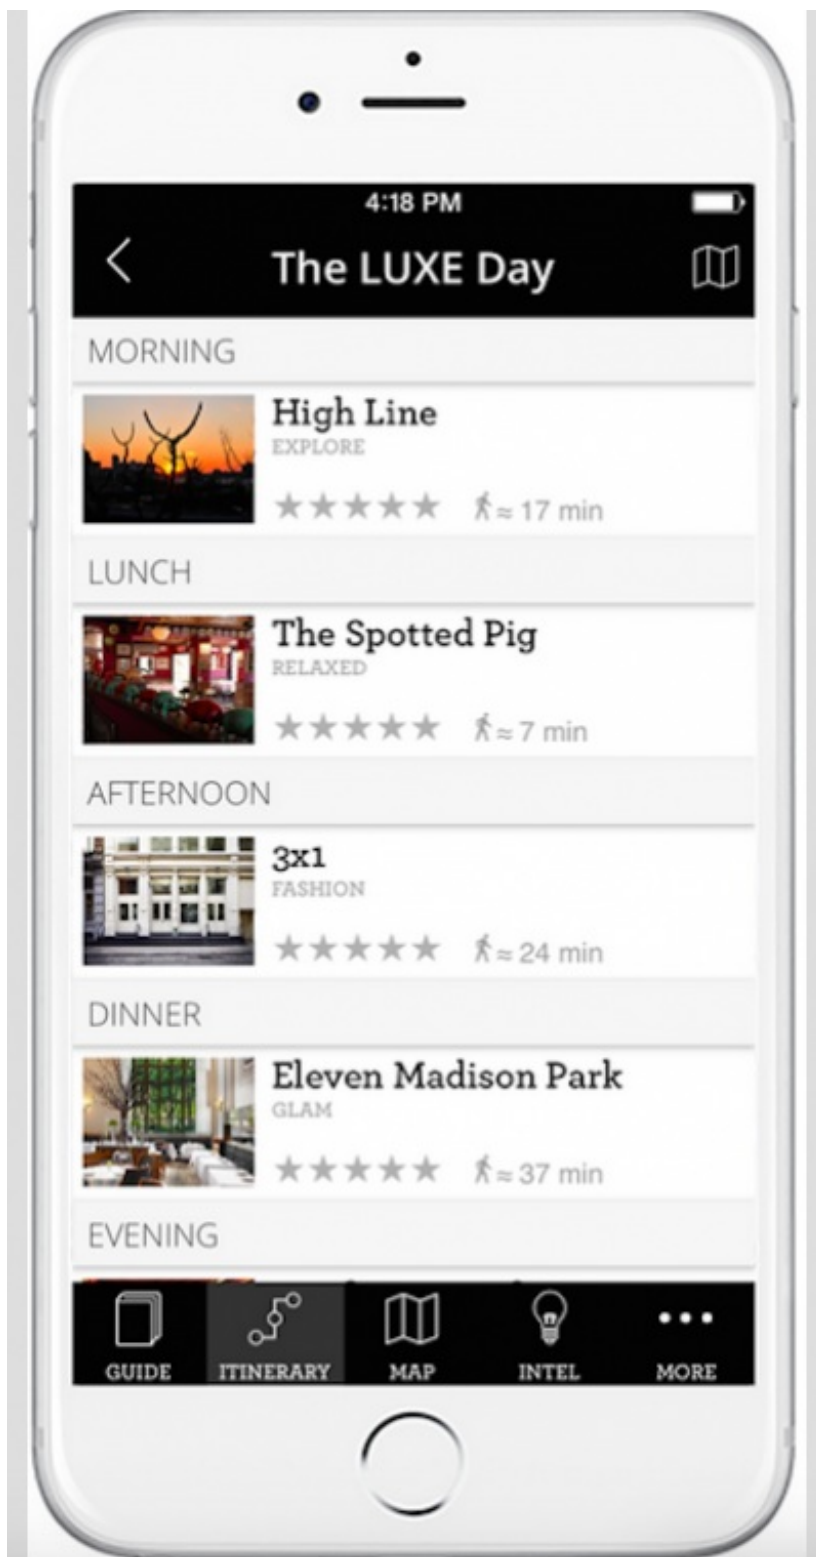 4:18 PM
The LUXE Day
MORNING
High Line
EXPLORE
≈ 17 min
LUNCH
The Spotted Pig
RELAXED
≈ 7 min
AFTERNOON
3x1
FASHION
≈ 24 min
DINNER
Eleven Madison Park
GLAM
≈ 37 min
EVENING
GUIDE ITINERARY MAP INTEL MORE